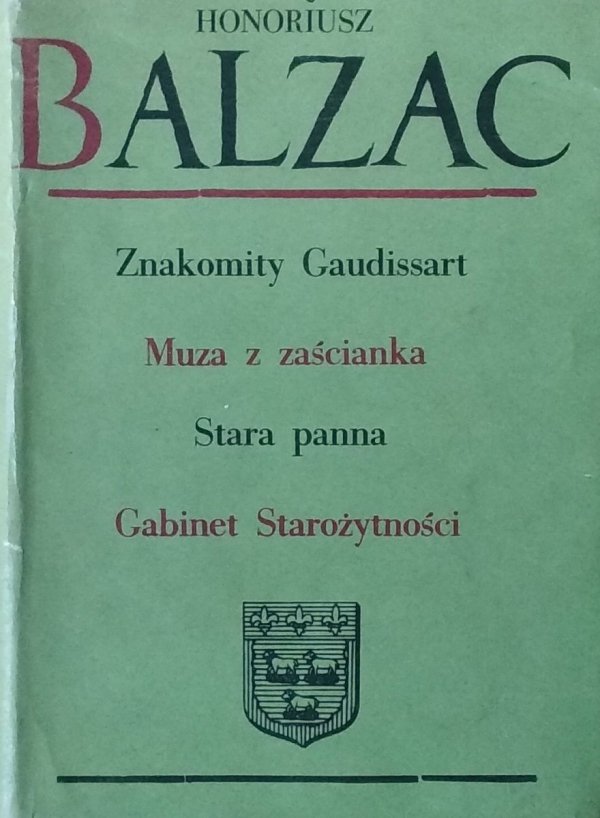 HONORIUSZ
BALZAC
Znakomity Gaudissart
Muza z zaścianka
Stara panna
Gabinet Starożytności